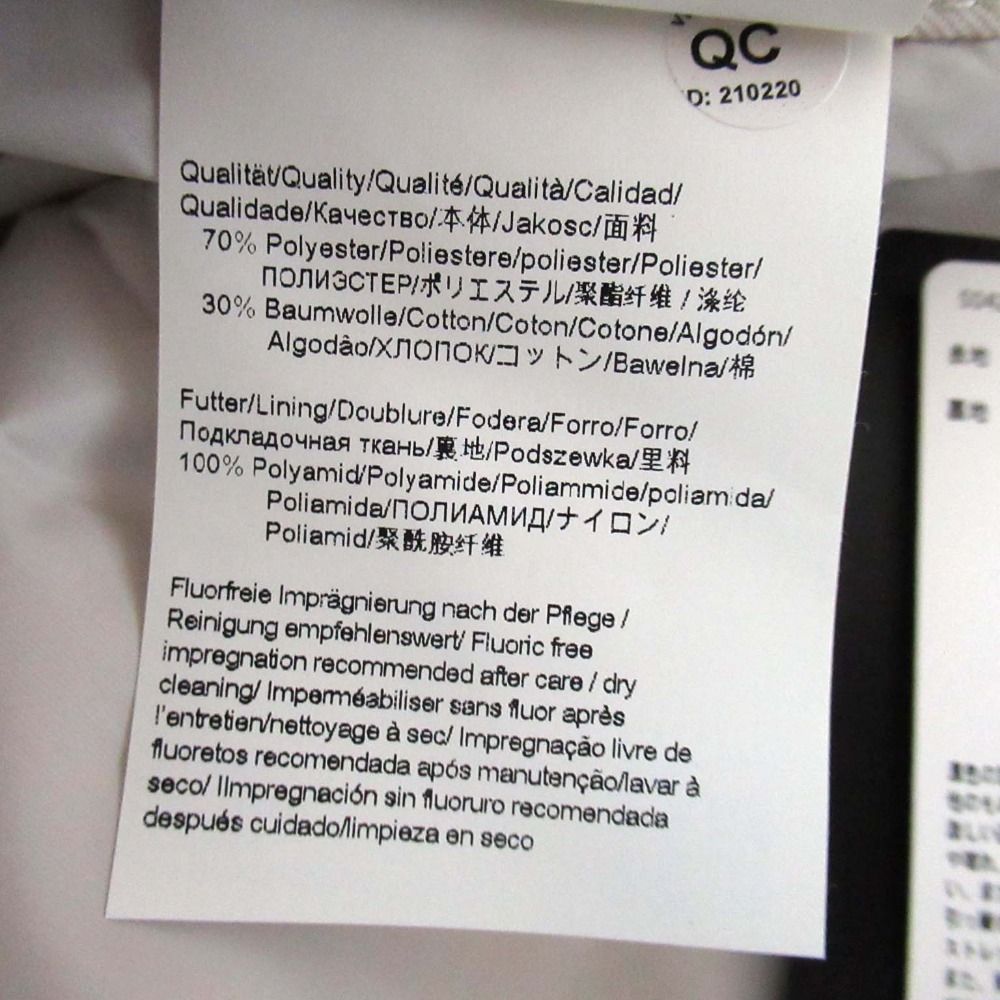 QC
D: 210220
Qualität/Quality/Qualité/Qualità/Calidad/
Qualidade/Качество/本体/Jakosc/面料
70% Polyester/Poliestere/poliester/Poliester/
ПОЛИЭСТЕР/ポリエステル/聚酯纤维 / 涤纶
30% Baumwolle/Cotton/Coton/Cotone/Algodón/
Algodão/ХЛОПОК/コットン/Bawelna/棉
Futter/Lining/Doublure/Fodera/Forro/Forro/
Подкладочная ткань/裏地/Podszewka/里料
100% Polyamid/Polyamide/Poliammide/poliamida/
Poliamida/ПОЛИАМИД/ナイロン/
Poliamid/聚酰胺纤维
Fluorfreie Imprägnierung nach der Pflege /
Reinigung empfehlenswert/ Fluoric free
impregnation recommended after care / dry
cleaning/ Imperméabiliser sans fluor après
l'entretien/nettoyage à sec/ Impregnação livre de
fluoretos recomendada após manutenção/lavar à
seco/ IImpregnación sin fluoruro recomendada
después cuidado/limpieza en seco
表地
裏地